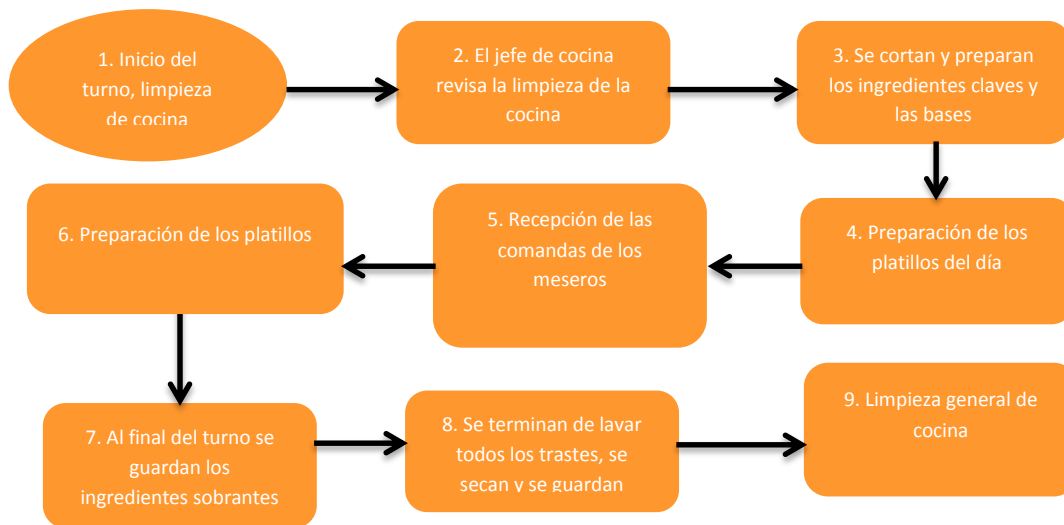 1. Inicio del
turno, limpieza
de cocina
2. El jefe de cocina
revisa la limpieza de la
cocina
3. Se cortan y preparan
los ingredientes claves y
las bases
4. Preparación de los
platillos del día
5. Recepción de las
comandas de los
meseros
6. Preparación de los platillos
7. Al final del turno se
guardan los
ingredientes sobrantes
8. Se terminan de lavar
todos los trastes, se
secan y se guardan
9. Limpieza general de
cocina